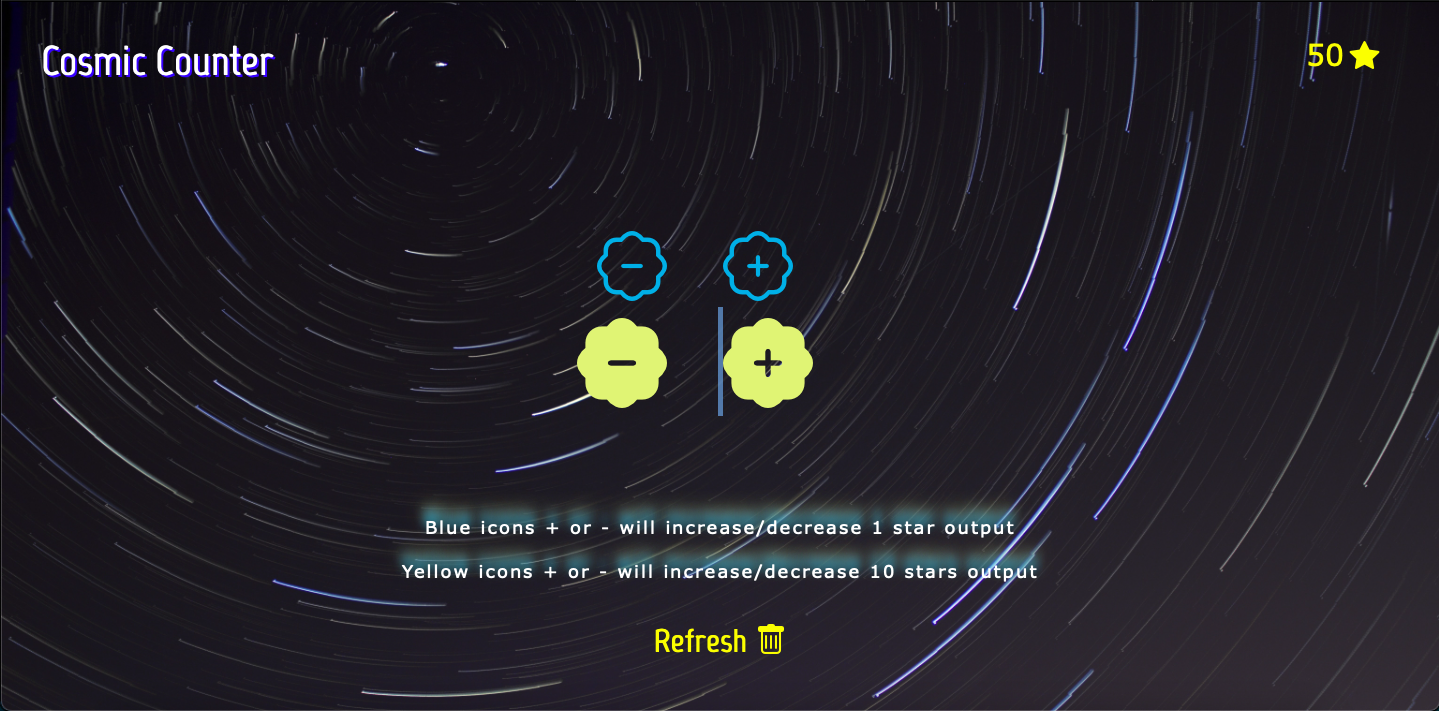 Cosmic Counter
50
Blue icons + or - will increase/decrease 1 star output
Yellow icons + or - will increase/decrease 10 stars output
Refresh